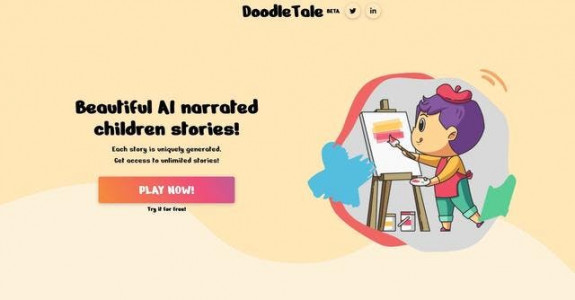 DoodleTale BETA
Beautiful AI narrated
children stories!
Each story is uniquely generated.
Get access to unlimited stories!
PLAY NOW!
Try it for free!